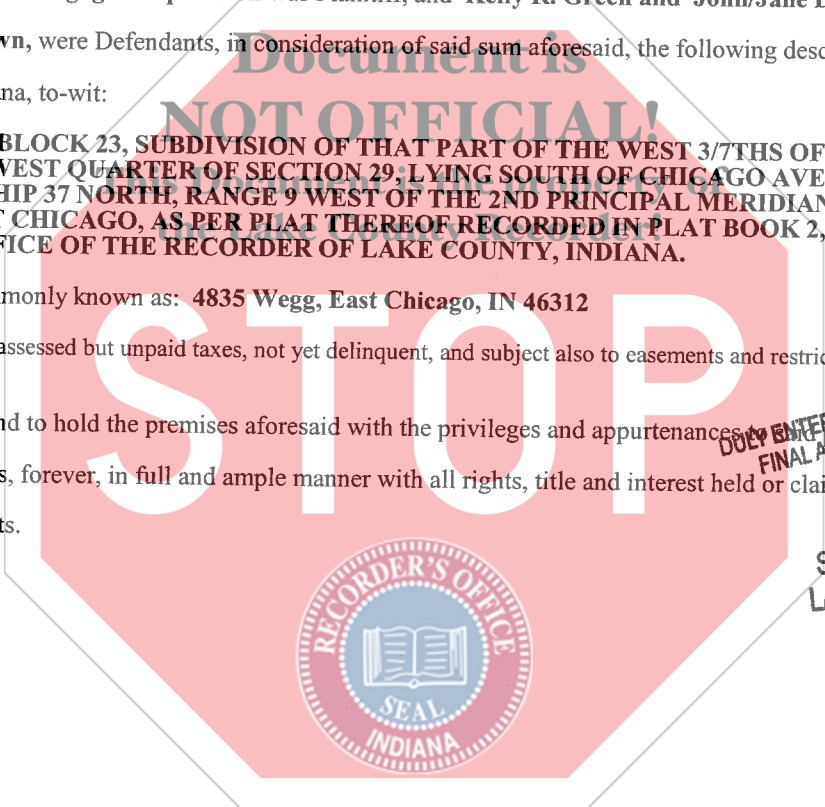 Kelly R. Green and John/Jane
wn, were Defendants, in consideration of said sum aforesaid, the following desc
na, to-wit:
BLOCK 23, SUBDIVISION OF THAT PART OF THE WEST 3/7THS OF
WEST QUARTER OF SECTION 29, LYING SOUTH OF CHICAGO AVE
HIP 37 NORTH, RANGE 9 WEST OF THE 2ND PRINCIPAL MERIDIAN
T CHICAGO, AS PER PLAT THEREOF RECORDED IN PLAT BOOK 2,
FICE OF THE RECORDER OF LAKE COUNTY, INDIANA.
monly known as: 4835 Wegg, East Chicago, IN 46312
assessed but unpaid taxes, not yet delinquent, and subject also to easements and restric
nd to hold the premises aforesaid with the privileges and appurtenances to said
s, forever, in full and ample manner with all rights, title and interest held or clai
ts.
Document is
NOT OFFICIAL!
This Document is the property of
the Lake County Recorder!
STOP
DULY ENTE
FINAL A
RECORDER'S OFFICE
SEAL
INDIANA